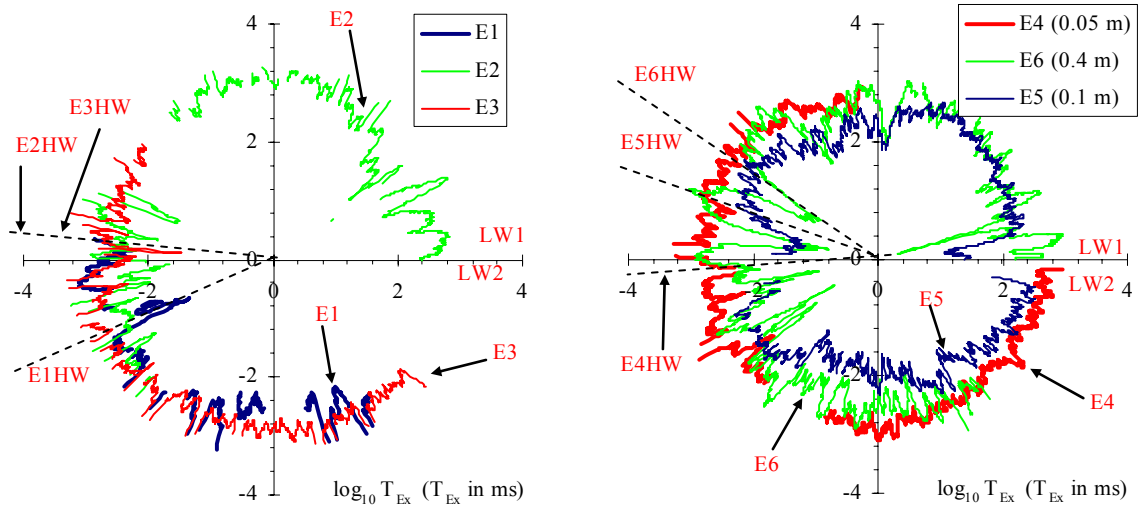 4
E2
E1
E2
E3
2
E3HW
E2HW
LW1
0
-4
-2
0
2
4
LW2
E1
E3
E1HW
-2
-4
log10 TEx (TEx in ms)
4
E4 (0.05 m)
E6 (0.4 m)
E5 (0.1 m)
E6HW
E5HW
2
LW1
0
-4
-2
0
2
4
LW2
E5
E4HW
-2
E4
E6
-4
log10 TEx (TEx in ms)